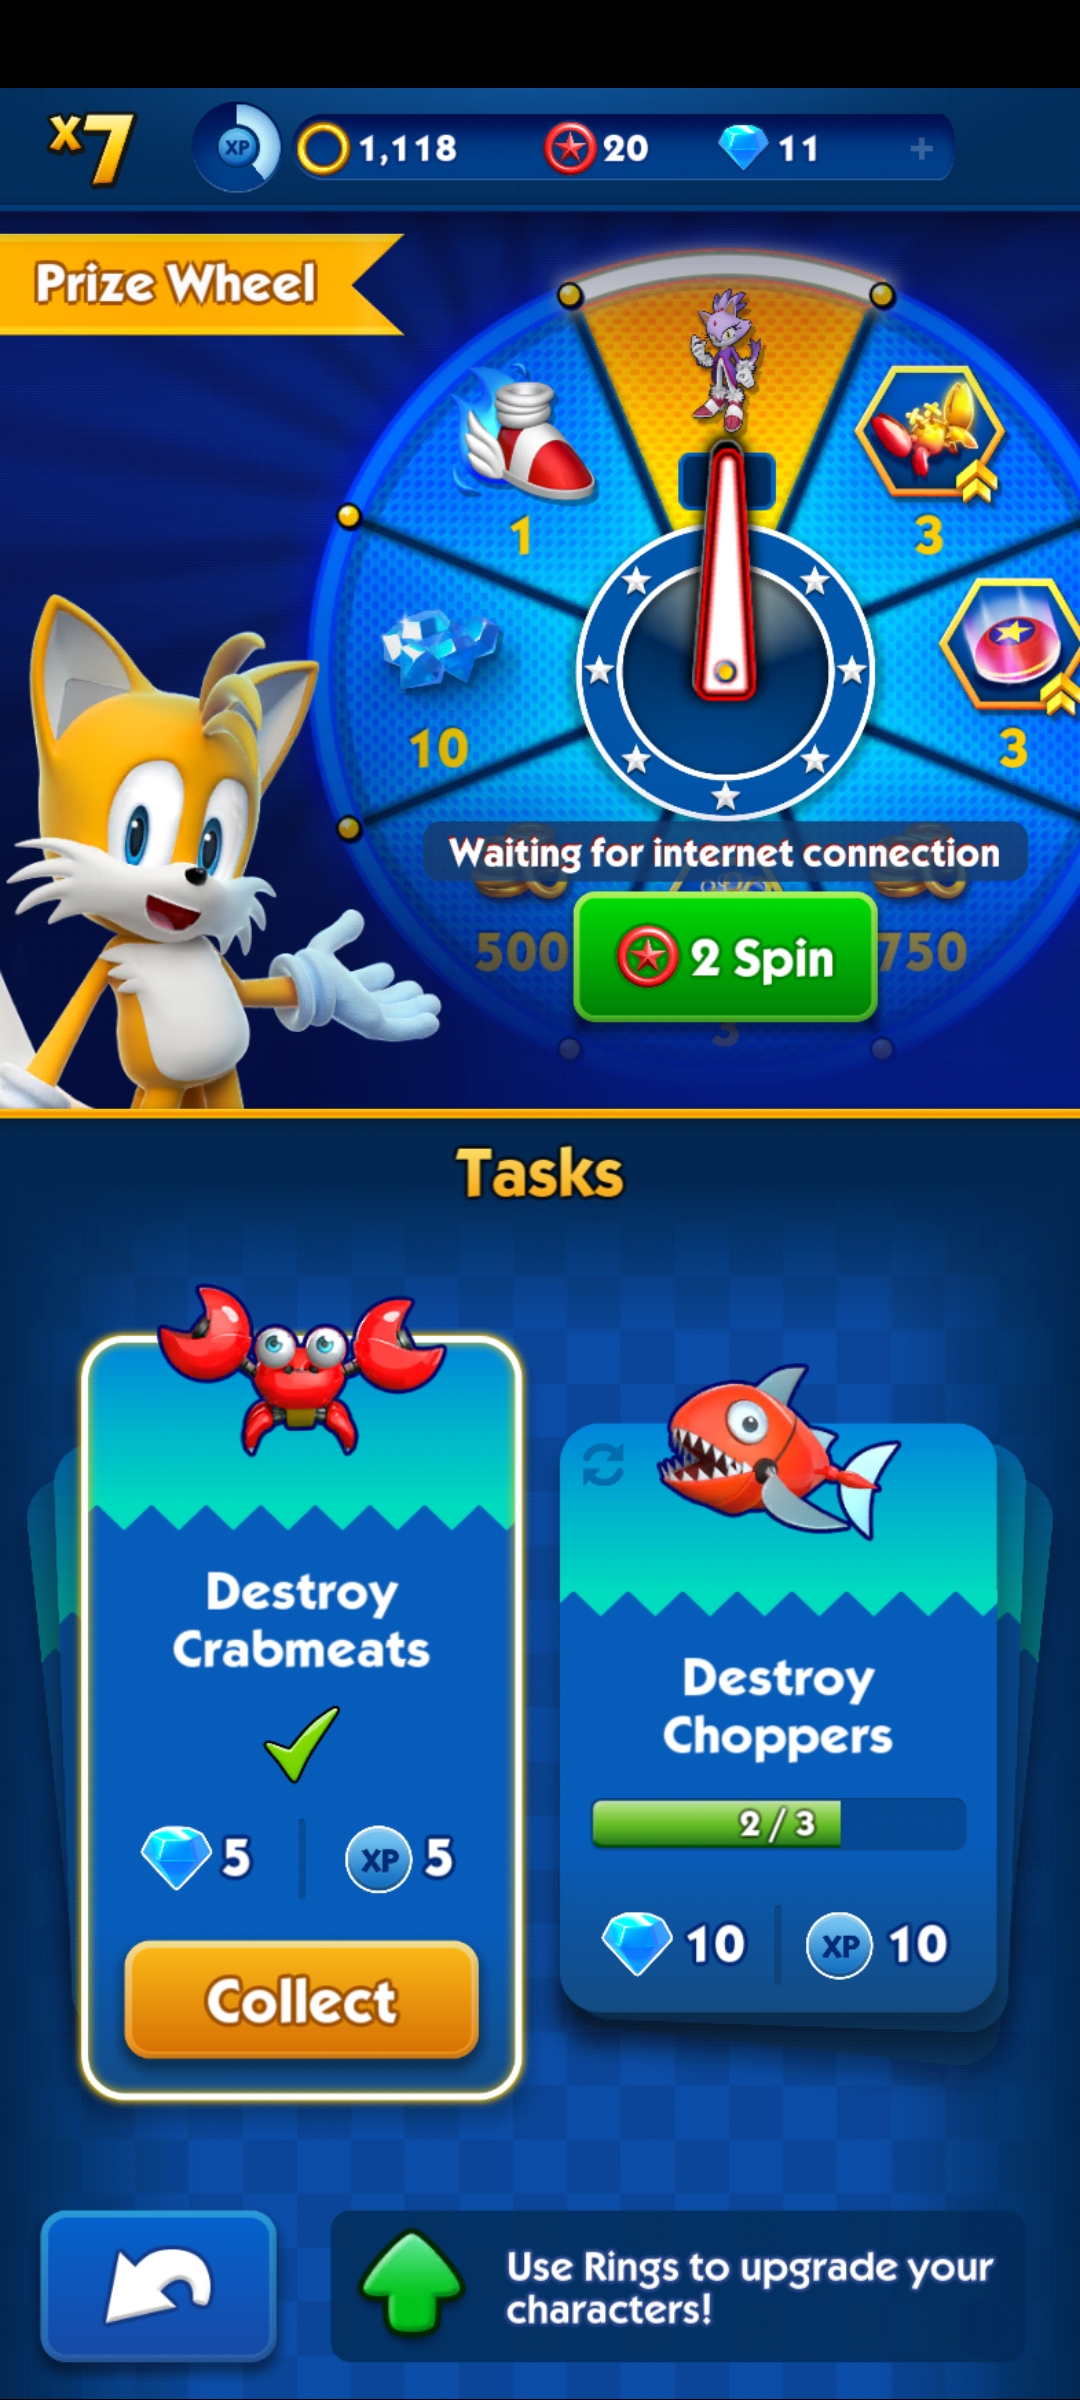 x7
XP
1,118
20
11
+
Prize Wheel
1
3
10
3
Waiting for internet connection
500
2 Spin
750
3
Tasks
Destroy
Crabmeats
5
XP
5
Collect
Destroy
Choppers
2 / 3
10
XP
10
Use Rings to upgrade your
characters!